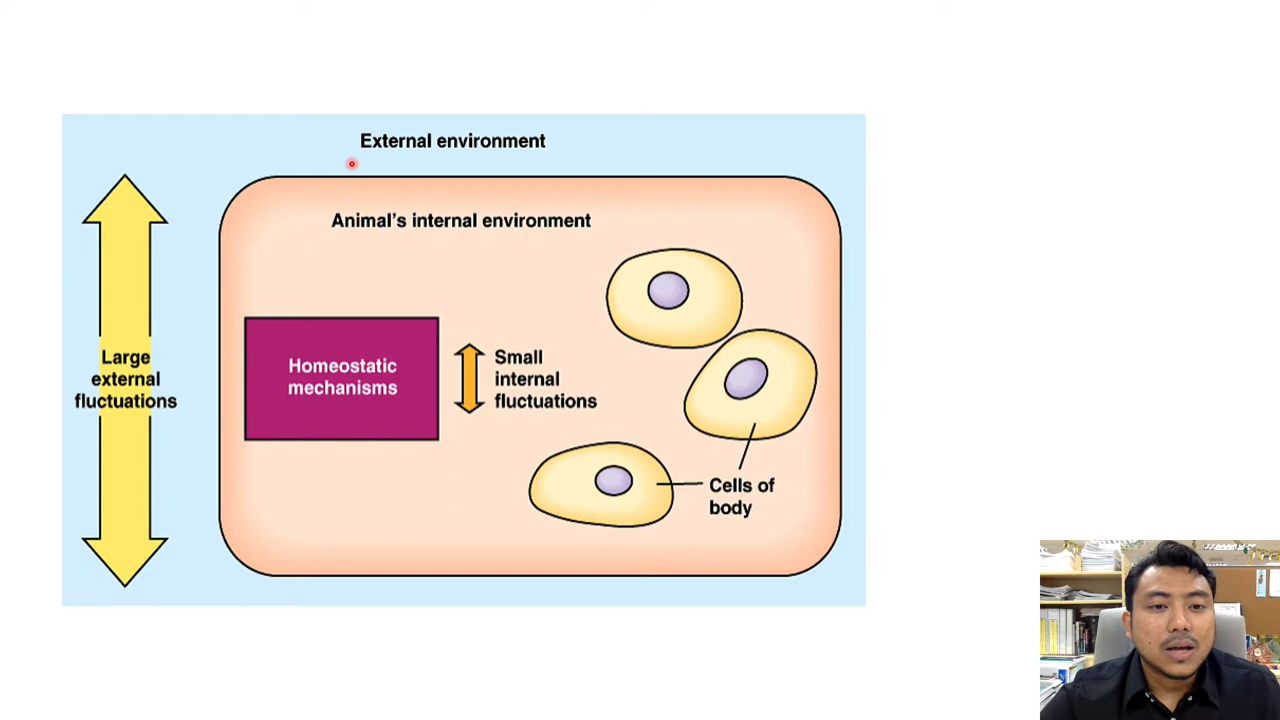 External environment
Animal's internal environment
Large
external
fluctuations
Homeostatic
mechanisms
Small
internal
fluctuations
Cells of
body